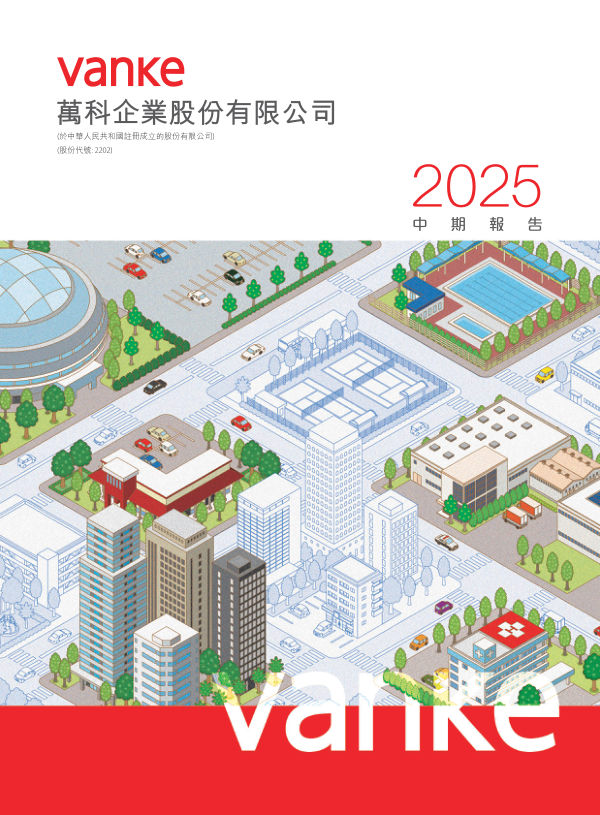 vanke
萬科企業股份有限公司
(於中華人民共和國註冊成立的股份有限公司)
(股份代號: 2202)
2025
中期報告
vanke